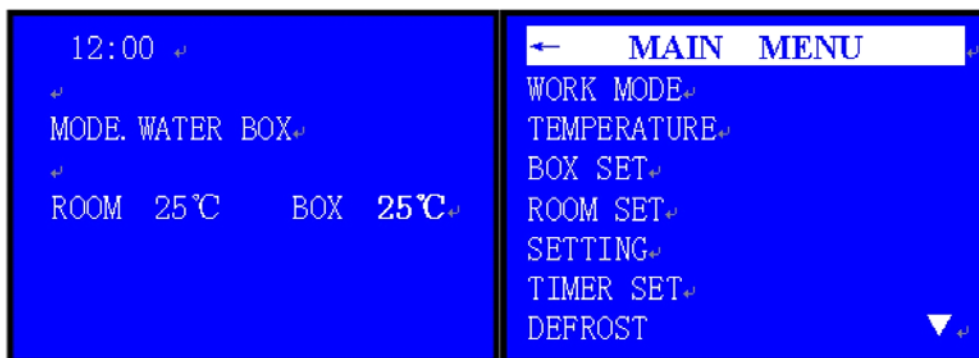 12:00
MODE. WATER BOX
ROOM 25℃ BOX 25℃
← MAIN MENU
WORK MODE
TEMPERATURE
BOX SET
ROOM SET
SETTING
TIMER SET
DEFROST ▼